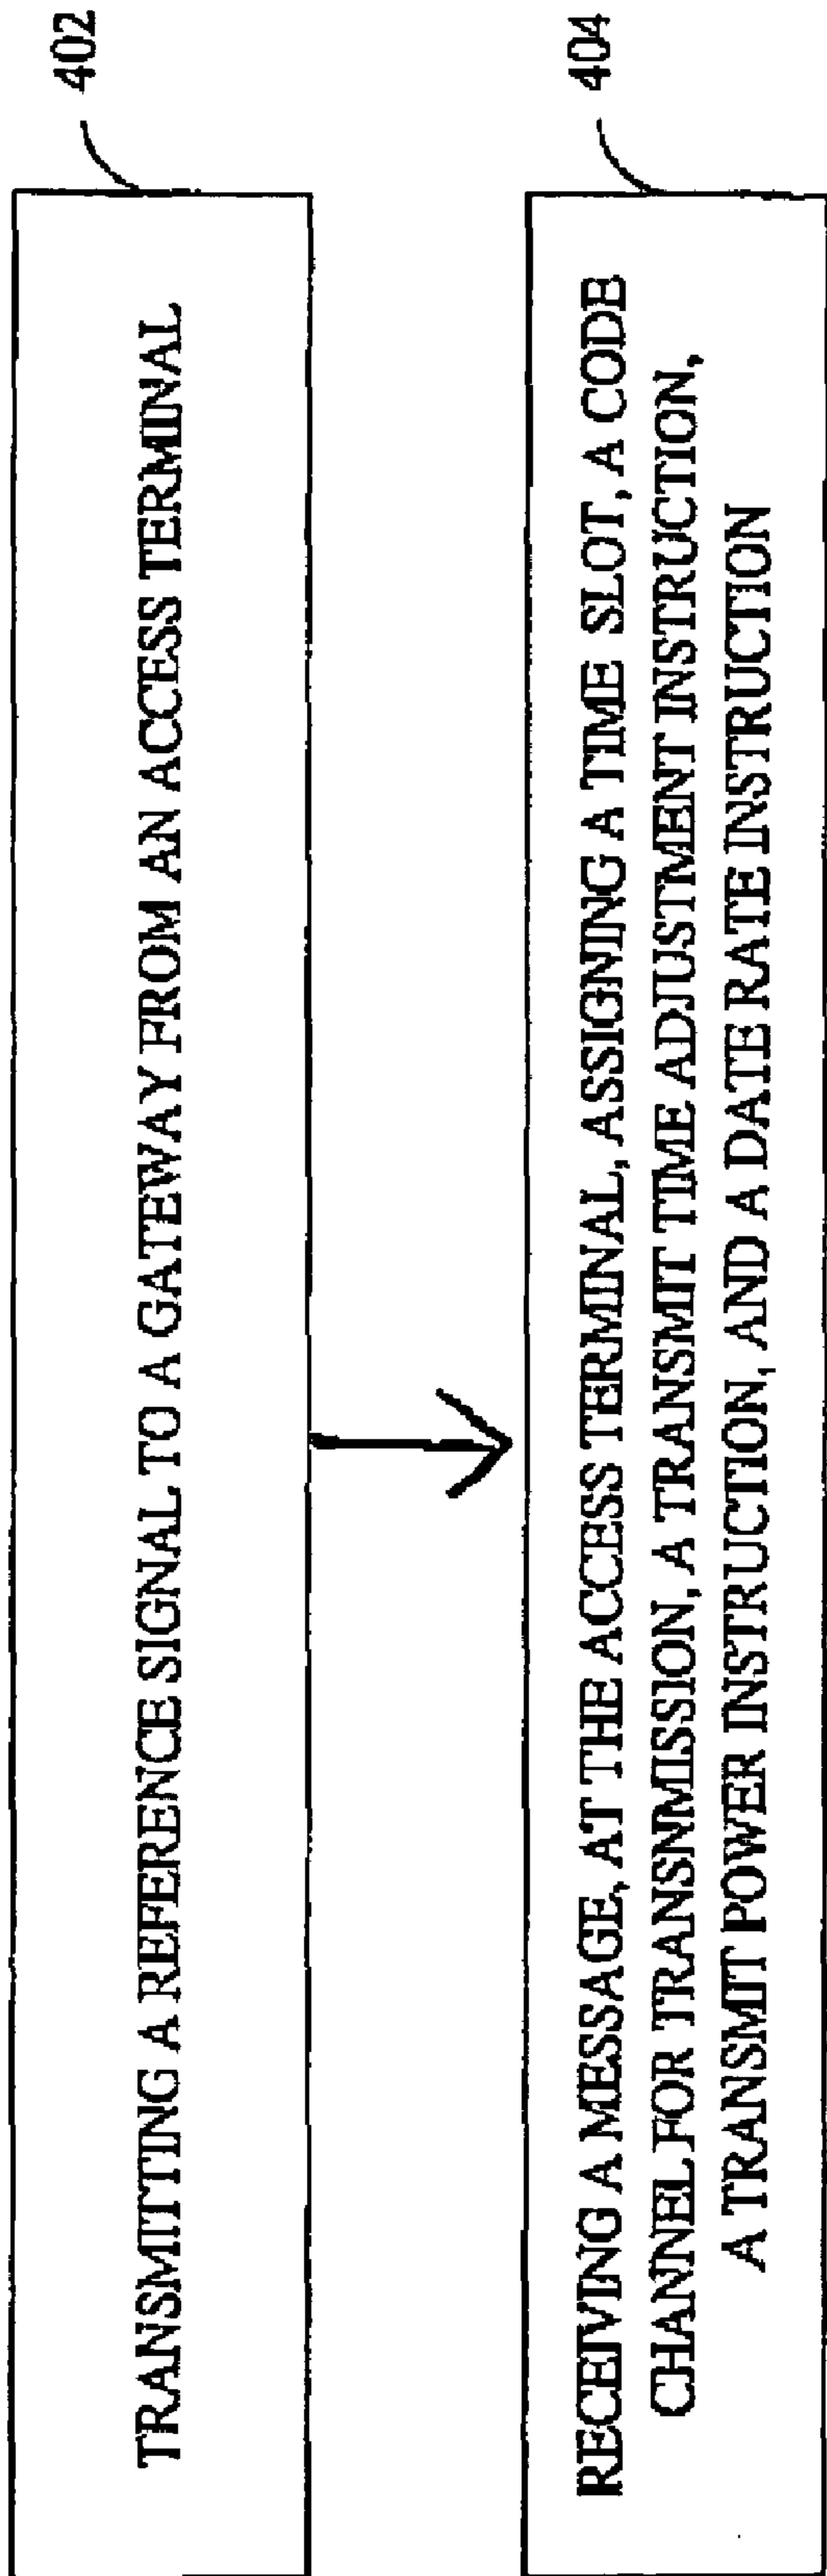 402
TRANSMITTING A REFERENCE SIGNAL TO A GATEWAY FROM AN ACCESS TERMINAL
404
RECEIVING A MESSAGE, AT THE ACCESS TERMINAL, ASSIGNING A TIME SLOT, A CODE
CHANNEL FOR TRANSNMISSION, A TRANSMIT TIME ADJUSTMENT INSTRUCTION,
A TRANSMIT POWER INSTRUCTION, AND A DATE RATE INSTRUCTION